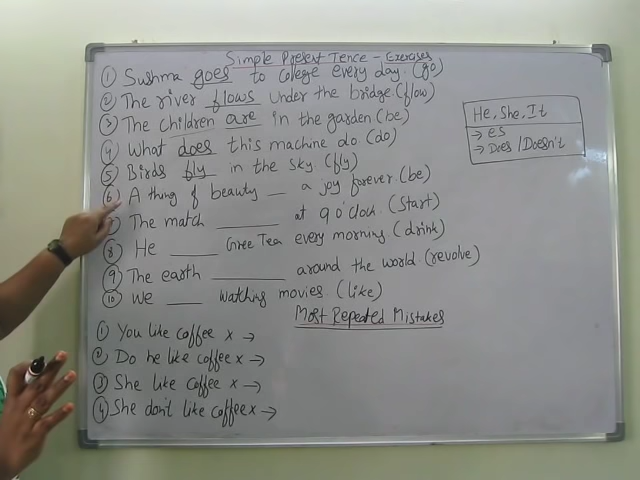 Simple Present Tence - Exercises
① Sushma goes to college every day. (go)
② The river flows under the bridge. (flow)
③ The children are in the garden (be)
④ What does this machine do (do)
⑤ Birds fly in the sky. (fly)
⑥ A thing of beauty __ a joy forever (be)
⑦ The match ______ at 9 o'clock. (Start)
⑧ He _____ Gree Tea every morning. (drink)
⑨ The earth _______ around the world. (revolve)
⑩ We ____ watching movies. (like)
He, She, It
→ es
→ Does / Doesn't
Most Repeated Mistakes
① You like coffee x →
② Do he like coffee x →
③ She like coffee x →
④ She don't like coffee x →